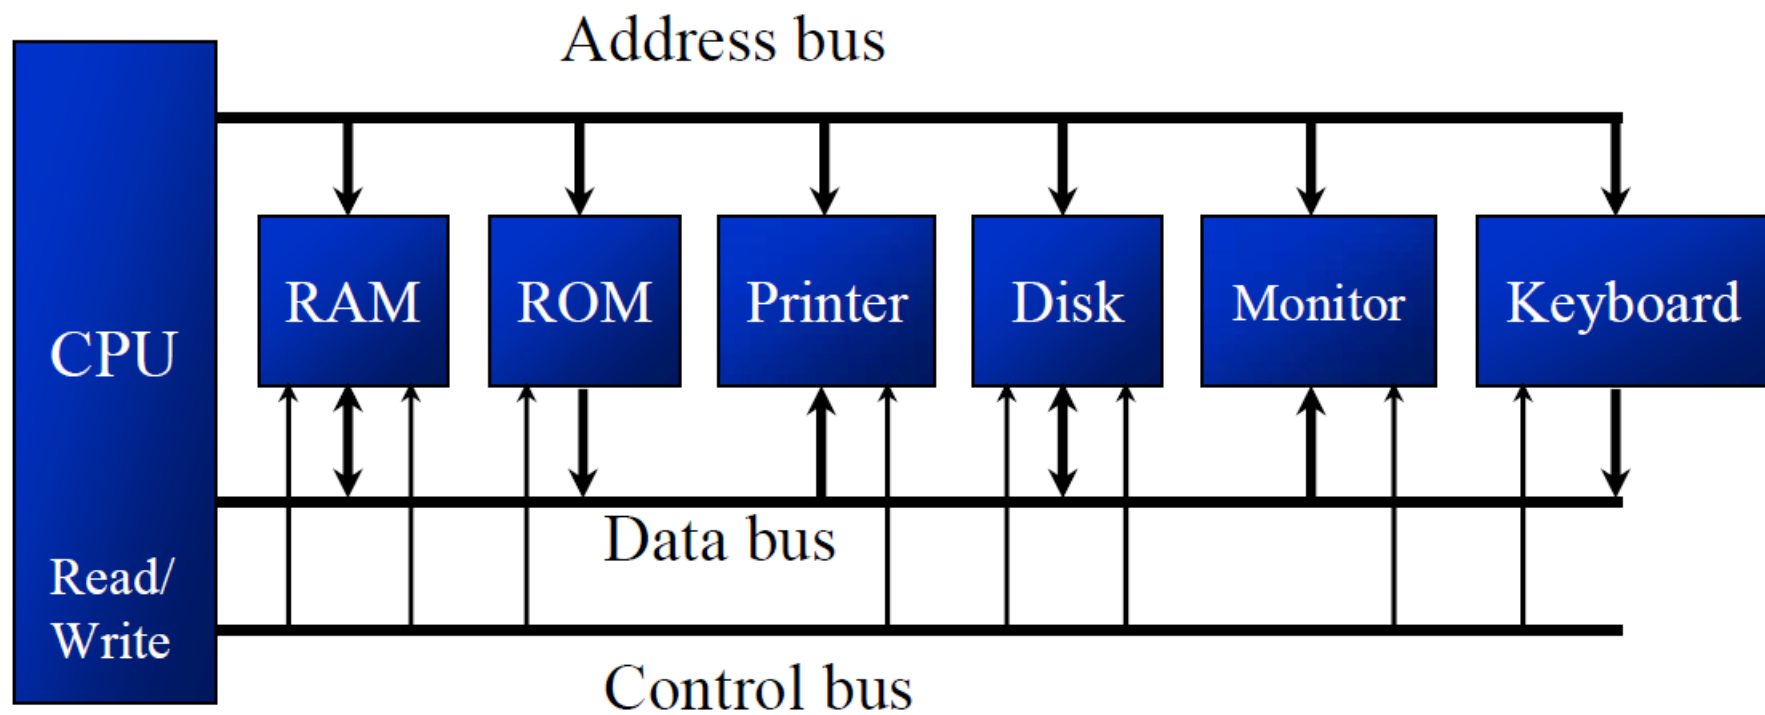 Address bus
CPU
RAM
ROM
Printer
Disk
Monitor
Keyboard
Data bus
Read/
Write
Control bus